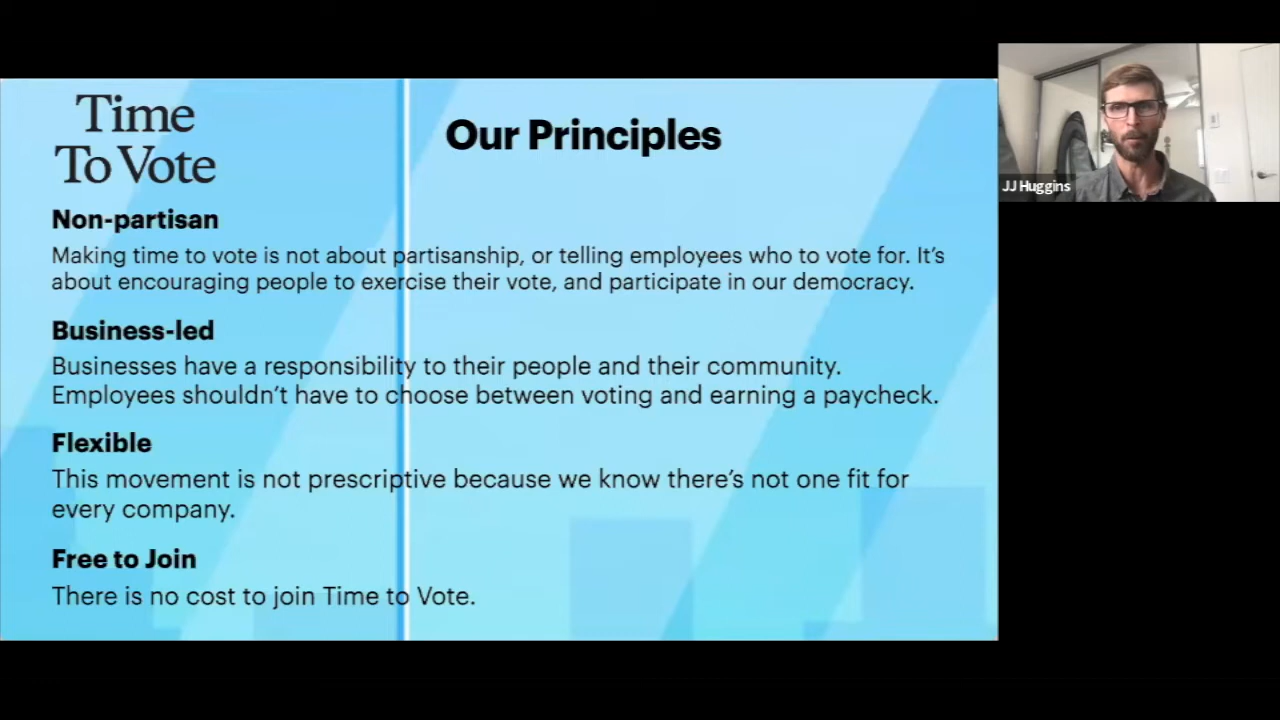 Time
To Vote
Our Principles
Non-partisan
Making time to vote is not about partisanship, or telling employees who to vote for. It's
about encouraging people to exercise their vote, and participate in our democracy.
Business-led
Businesses have a responsibility to their people and their community.
Employees shouldn't have to choose between voting and earning a paycheck.
Flexible
This movement is not prescriptive because we know there's not one fit for
every company.
Free to Join
There is no cost to join Time to Vote.
JJ Huggins